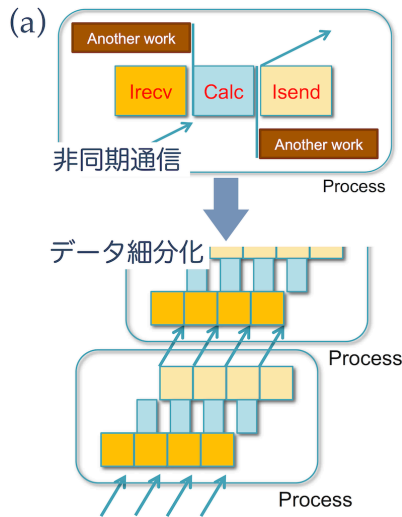 (a)
Another work
Irecv
Calc
Isend
Another work
非同期通信
Process
データ細分化
Process
Process